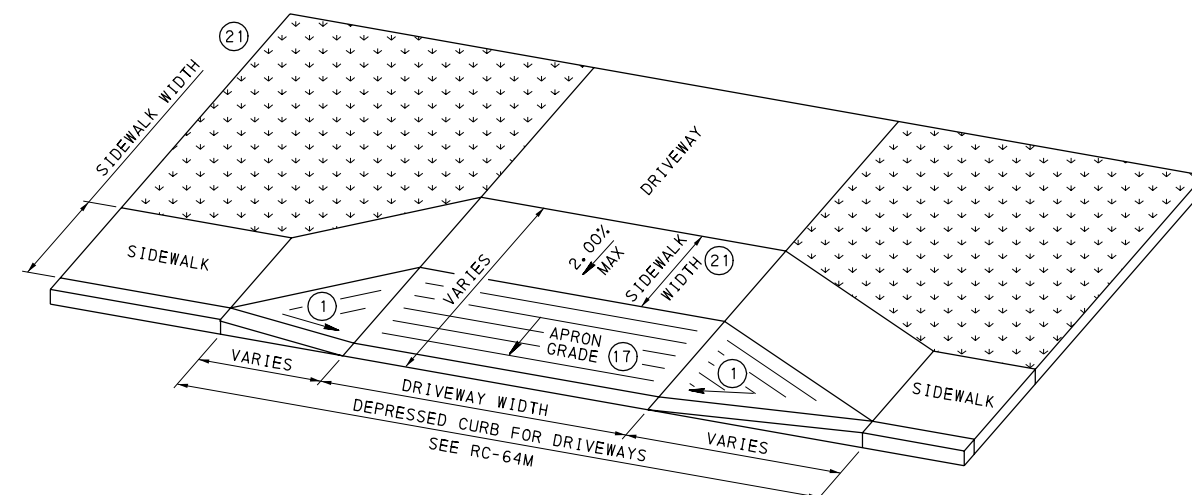 21
SIDEWALK WIDTH
DRIVEWAY
SIDEWALK
VARIES
2.00%
MAX
SIDEWALK
WIDTH 21
1
APRON
GRADE 17
1
SIDEWALK
VARIES
DRIVEWAY WIDTH
VARIES
DEPRESSED CURB FOR DRIVEWAYS
SEE RC-64M